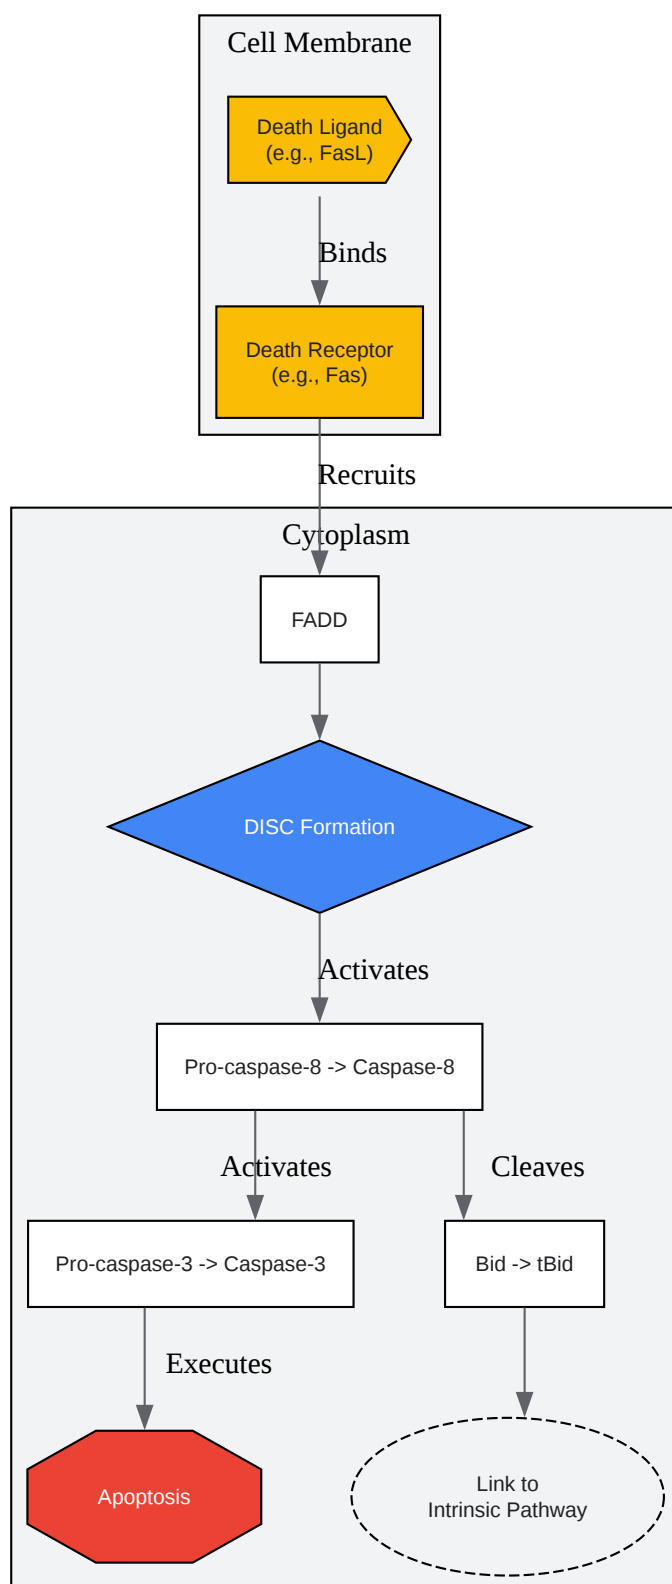 Cell Membrane
Death Ligand
(e.g., FasL)
Binds
Death Receptor
(e.g., Fas)
Recruits
Cytoplasm
FADD
DISC Formation
Activates
Pro-caspase-8 -> Caspase-8
Activates
Cleaves
Pro-caspase-3 -> Caspase-3
Bid -> tBid
Executes
Apoptosis
Link to
Intrinsic Pathway